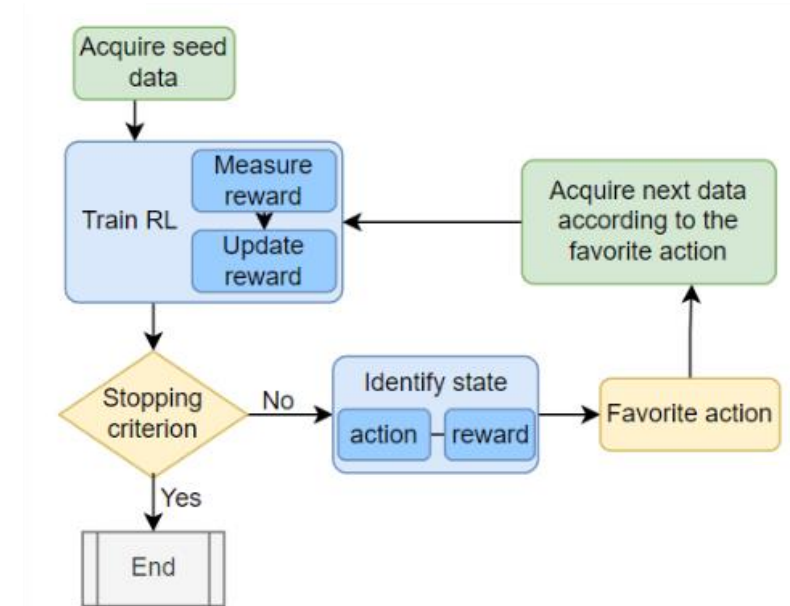 Acquire seed
data
Train RL
Measure
reward
Update
reward
Acquire next data
according to the
favorite action
Stopping
criterion
No
Identify state
action
reward
Favorite action
Yes
End